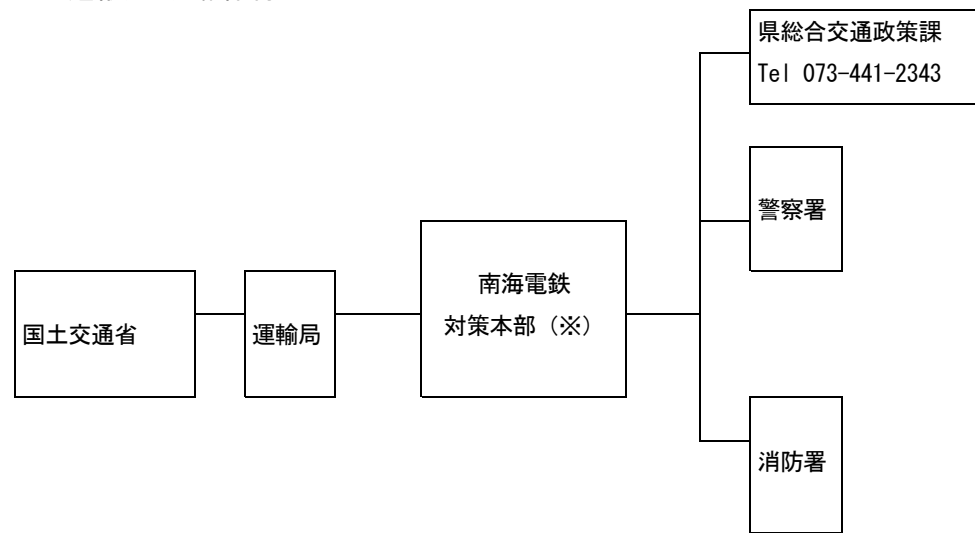 県総合交通政策課
Tel 073-441-2343
警察署
南海電鉄
対策本部（※）
国土交通省
運輸局
消防署